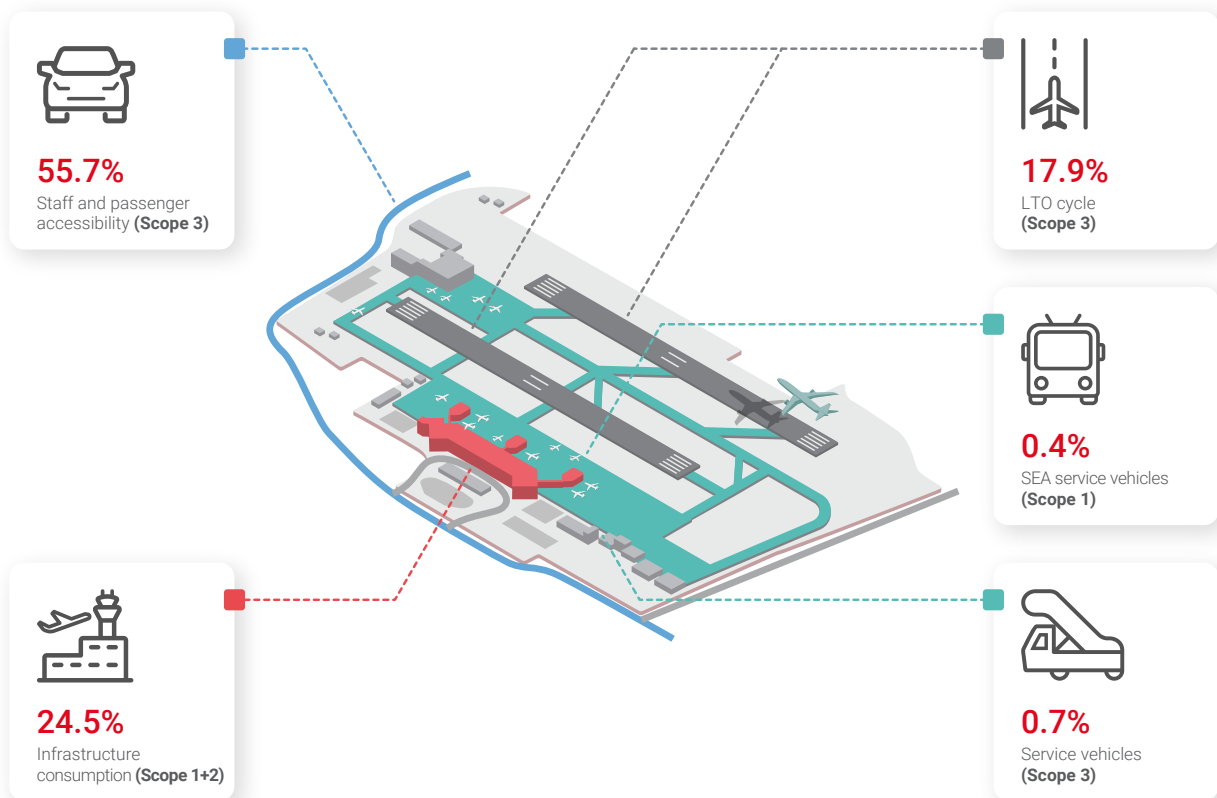 55.7%
Staff and passenger
accessibility (Scope 3)
17.9%
LTO cycle
(Scope 3)
0.4%
SEA service vehicles
(Scope 1)
24.5%
Infrastructure
consumption (Scope 1+2)
0.7%
Service vehicles
(Scope 3)